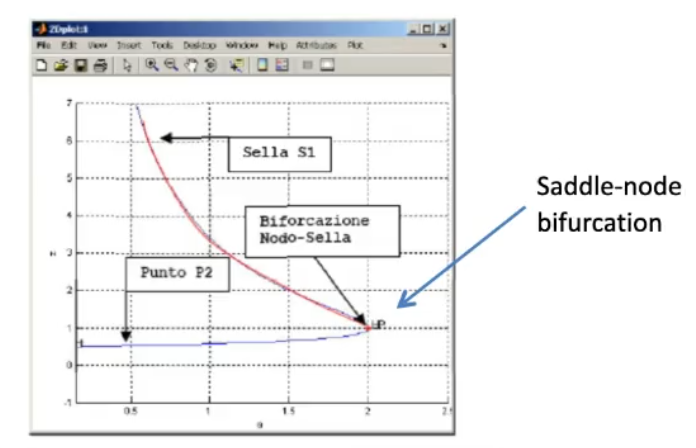 2Dplot:1
File Edit View Insert Tools Desktop Window Help MatCont Plot
7
6
Sella S1
5
4
Biforcazione
Nodo-Sella
3
Punto P2
2
1
LP
0
-1
0.5 1 1.5 2 2.5
Saddle-node
bifurcation